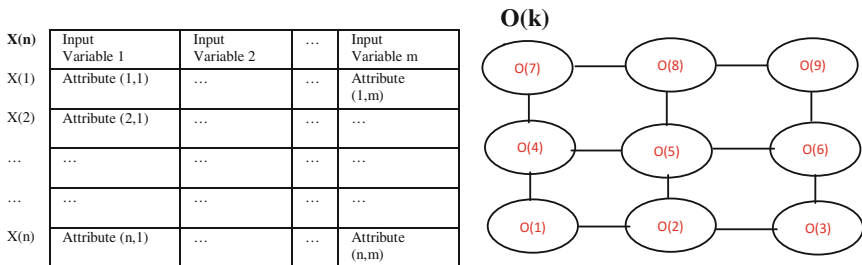 O(k)
X(n) Input Variable 1 Input Variable 2 … Input Variable m
X(1) Attribute (1,1) … … Attribute (1,m)
X(2) Attribute (2,1) … … …
… … … … …
… … … … …
X(n) Attribute (n,1) … … Attribute (n,m)
O(7) O(8) O(9)
O(4) O(5) O(6)
O(1) O(2) O(3)